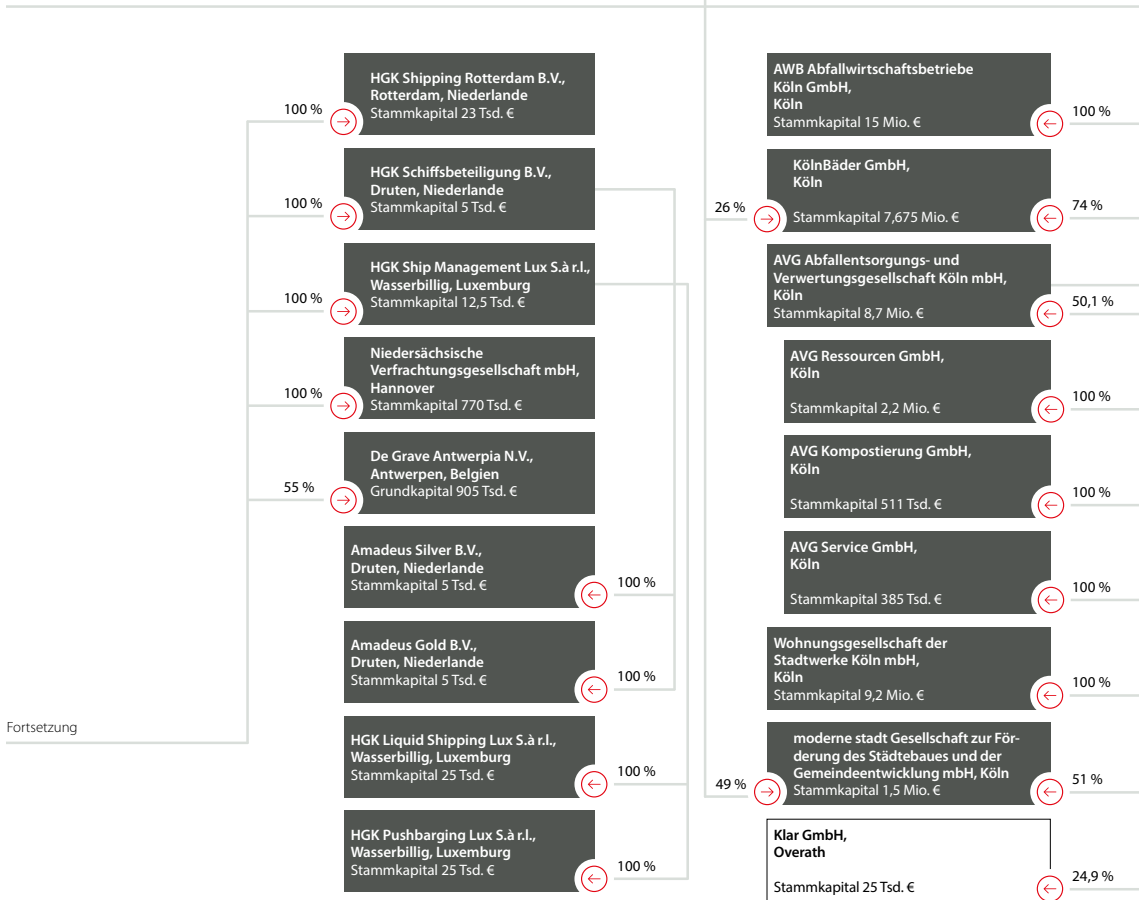 HGK Shipping Rotterdam B.V.,
Rotterdam, Niederlande
Stammkapital 23 Tsd. €
100 %
HGK Schiffsbeteiligung B.V.,
Druten, Niederlande
Stammkapital 5 Tsd. €
100 %
HGK Ship Management Lux S.à r.l.,
Wasserbillig, Luxemburg
Stammkapital 12,5 Tsd. €
100 %
Niedersächsische
Verfrachtungsgesellschaft mbH,
Hannover
Stammkapital 770 Tsd. €
100 %
De Grave Antwerpia N.V.,
Antwerpen, Belgien
Grundkapital 905 Tsd. €
55 %
Amadeus Silver B.V.,
Druten, Niederlande
Stammkapital 5 Tsd. €
100 %
Amadeus Gold B.V.,
Druten, Niederlande
Stammkapital 5 Tsd. €
100 %
Fortsetzung
HGK Liquid Shipping Lux S.à r.l.,
Wasserbillig, Luxemburg
Stammkapital 25 Tsd. €
100 %
HGK Pushbarging Lux S.à r.l.,
Wasserbillig, Luxemburg
Stammkapital 25 Tsd. €
100 %
AWB Abfallwirtschaftsbetriebe
Köln GmbH,
Köln
Stammkapital 15 Mio. €
100 %
KölnBäder GmbH,
Köln
Stammkapital 7,675 Mio. €
26 %
74 %
AVG Abfallentsorgungs- und
Verwertungsgesellschaft Köln mbH,
Köln
Stammkapital 8,7 Mio. €
50,1 %
AVG Ressourcen GmbH,
Köln
Stammkapital 2,2 Mio. €
100 %
AVG Kompostierung GmbH,
Köln
Stammkapital 511 Tsd. €
100 %
AVG Service GmbH,
Köln
Stammkapital 385 Tsd. €
100 %
Wohnungsgesellschaft der
Stadtwerke Köln mbH,
Köln
Stammkapital 9,2 Mio. €
100 %
moderne stadt Gesellschaft zur För-
derung des Städtebaues und der
Gemeindeentwicklung mbH, Köln
Stammkapital 1,5 Mio. €
49 %
51 %
Klar GmbH,
Overath
Stammkapital 25 Tsd. €
24,9 %